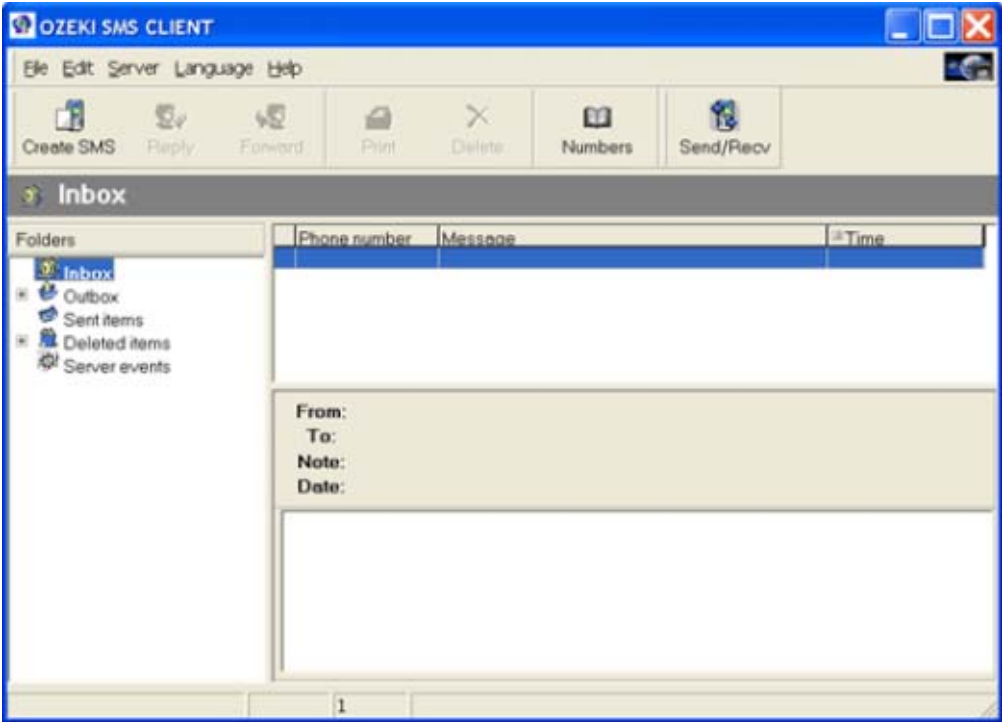 OZEKI SMS CLIENT
File Edit Server Language Help
Create SMS Reply Forward Print Delete Numbers Send/Recv
Inbox
Folders
Phone number Message Time
Inbox
Outbox
Sent items
Deleted items
Server events
From:
To:
Note:
Date:
1